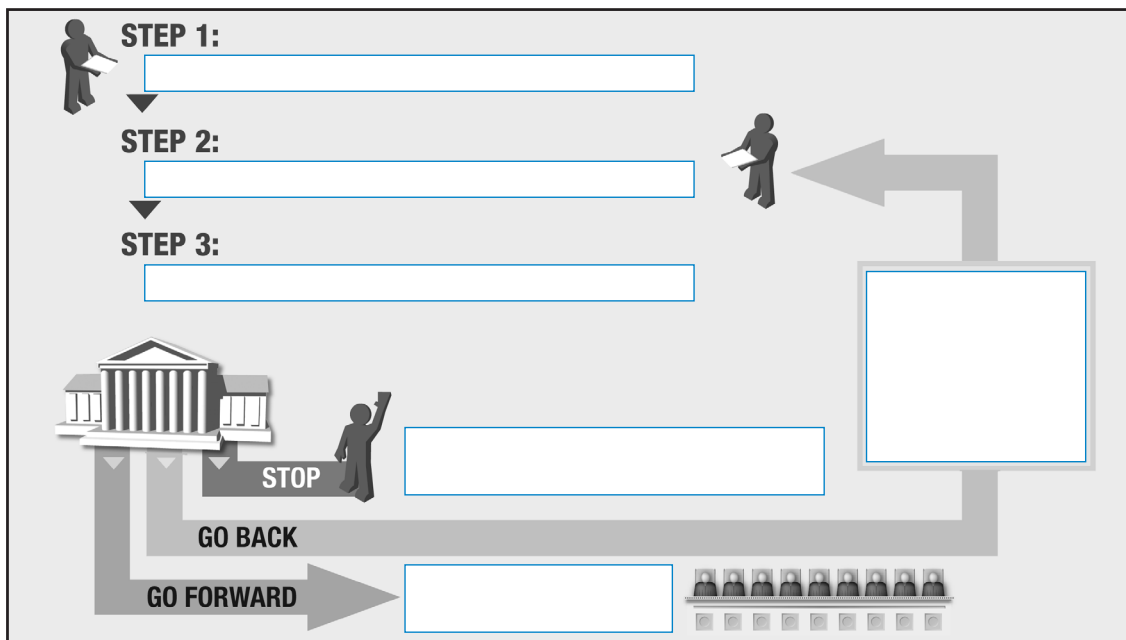 STEP 1:
STEP 2:
STEP 3:
STOP
GO BACK
GO FORWARD